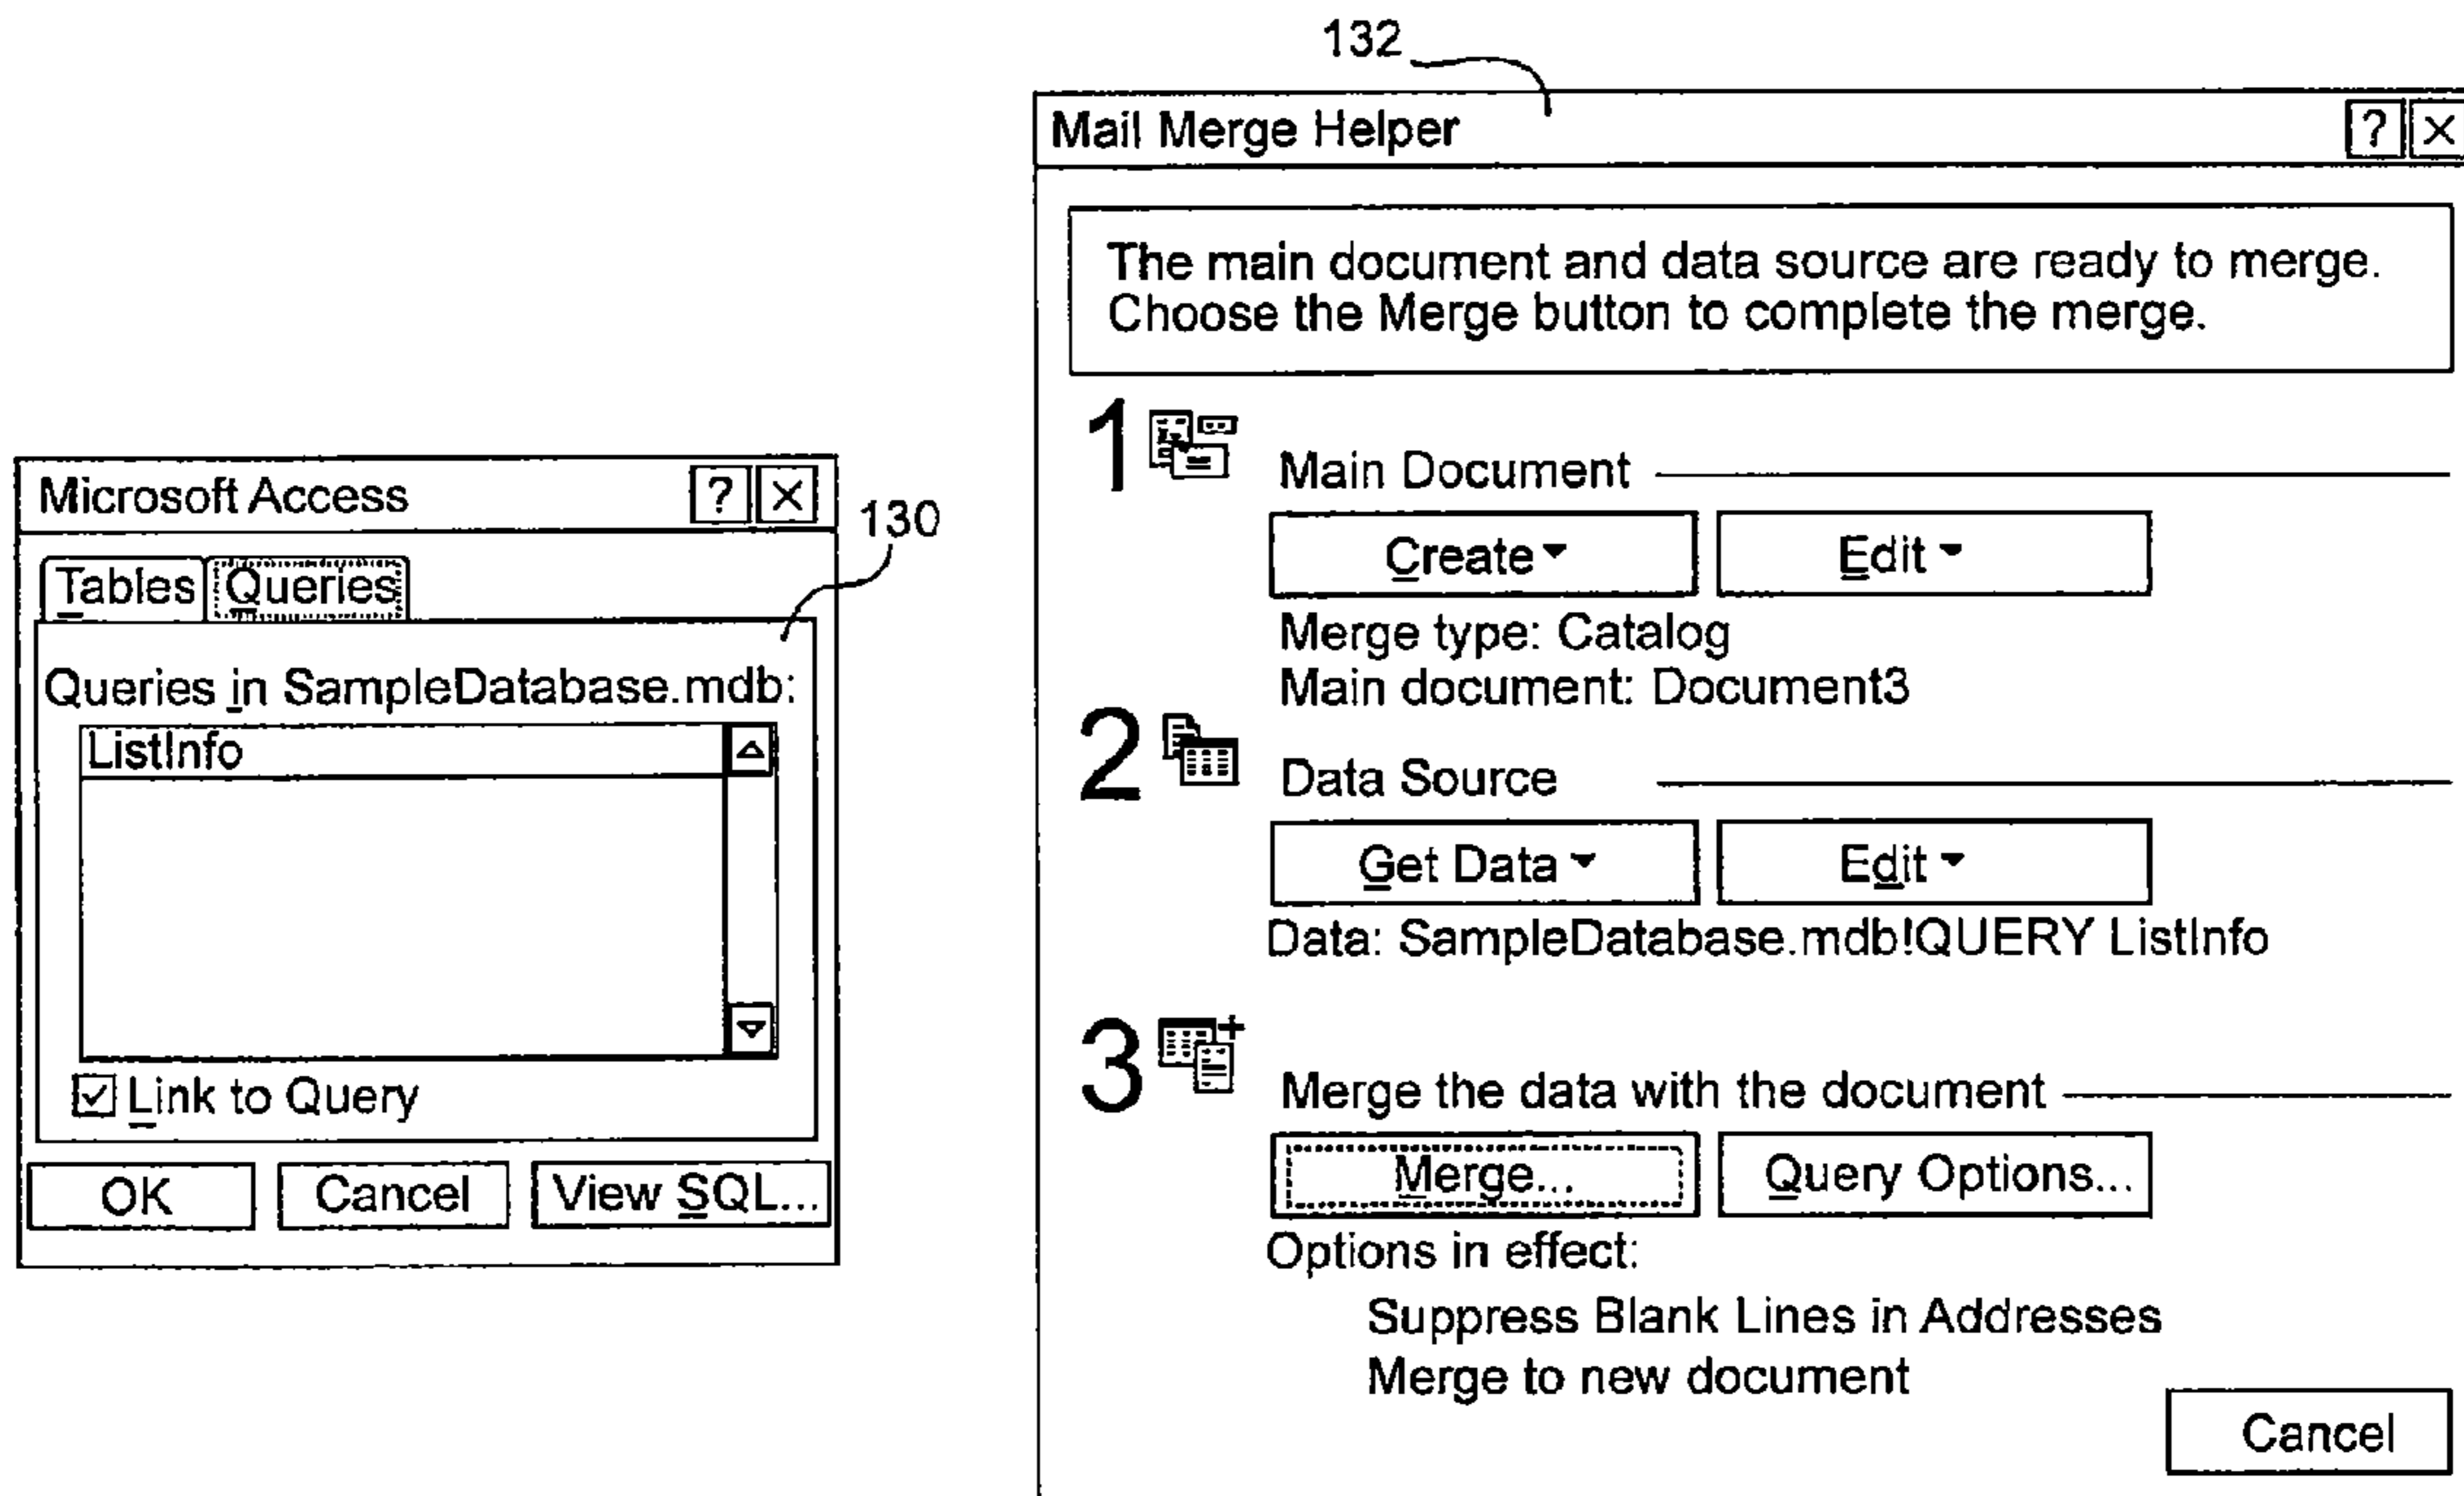 132
Mail Merge Helper ? X
The main document and data source are ready to merge.
Choose the Merge button to complete the merge.
1 Main Document
Create Edit
Merge type: Catalog
Main document: Document3
2 Data Source
Get Data Edit
Data: SampleDatabase.mdb!QUERY ListInfo
3 Merge the data with the document
Merge... Query Options...
Options in effect:
Suppress Blank Lines in Addresses
Merge to new document
Cancel
Microsoft Access ? X
130
Tables Queries
Queries in SampleDatabase.mdb:
ListInfo
Link to Query
OK Cancel View SQL...